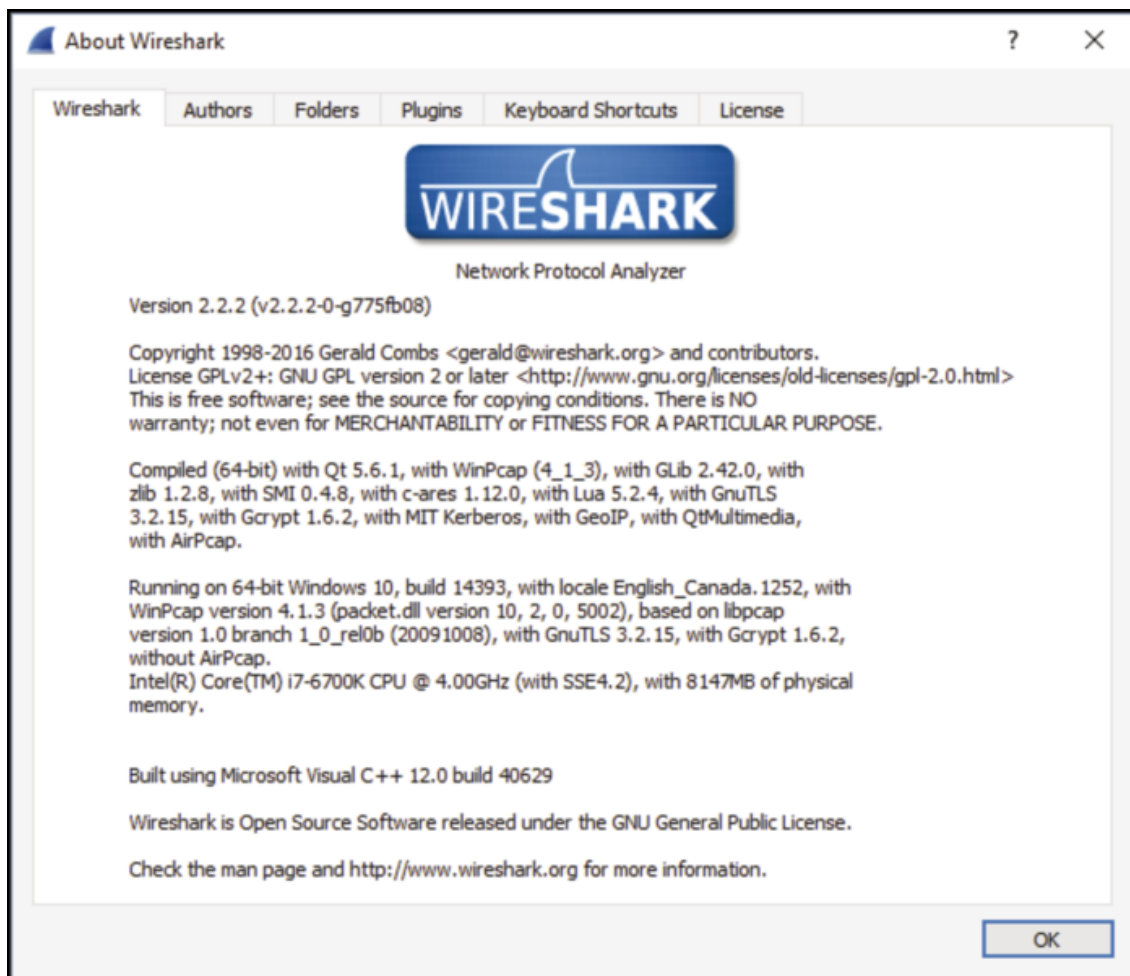 About Wireshark
Wireshark Authors Folders Plugins Keyboard Shortcuts License
WIRESHARK
Network Protocol Analyzer
Version 2.2.2 (v2.2.2-0-g775fb08)
Copyright 1998-2016 Gerald Combs <gerald@wireshark.org> and contributors.
License GPLv2+: GNU GPL version 2 or later <http://www.gnu.org/licenses/old-licenses/gpl-2.0.html>
This is free software; see the source for copying conditions. There is NO
warranty; not even for MERCHANTABILITY or FITNESS FOR A PARTICULAR PURPOSE.
Compiled (64-bit) with Qt 5.6.1, with WinPcap (4_1_3), with GLib 2.42.0, with
zlib 1.2.8, with SMI 0.4.8, with c-ares 1.12.0, with Lua 5.2.4, with GnuTLS
3.2.15, with Gcrypt 1.6.2, with MIT Kerberos, with GeoIP, with QtMultimedia,
with AirPcap.
Running on 64-bit Windows 10, build 14393, with locale English_Canada.1252, with
WinPcap version 4.1.3 (packet.dll version 10, 2, 0, 5002), based on libpcap
version 1.0 branch 1_0_rel0b (20091008), with GnuTLS 3.2.15, with Gcrypt 1.6.2,
without AirPcap.
Intel(R) Core(TM) i7-6700K CPU @ 4.00GHz (with SSE4.2), with 8147MB of physical
memory.
Built using Microsoft Visual C++ 12.0 build 40629
Wireshark is Open Source Software released under the GNU General Public License.
Check the man page and http://www.wireshark.org for more information.
OK